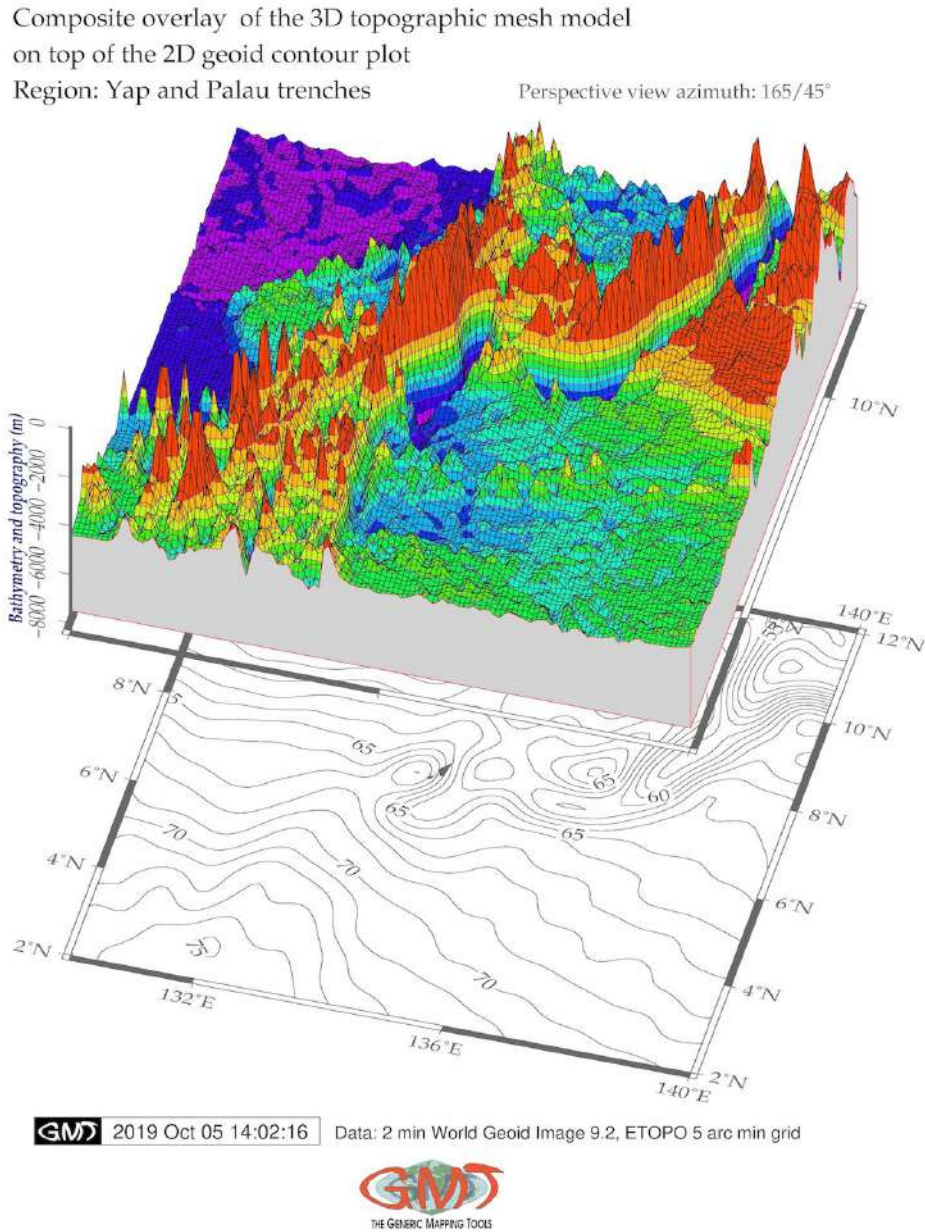 Composite overlay of the 3D topographic mesh model
on top of the 2D geoid contour plot
Region: Yap and Palau trenches
Perspective view azimuth: 165/45°
Bathymetry and topography (m)
0
−2000
−4000
−6000
−8000
10°N
140°E
12°N
10°N
8°N
6°N
4°N
2°N
8°N
6°N
4°N
2°N
132°E
136°E
140°E
65
65
65
65
60
70
70
70
75
GMT 2019 Oct 05 14:02:16 Data: 2 min World Geoid Image 9.2, ETOPO 5 arc min grid
GMT
THE GENERIC MAPPING TOOLS